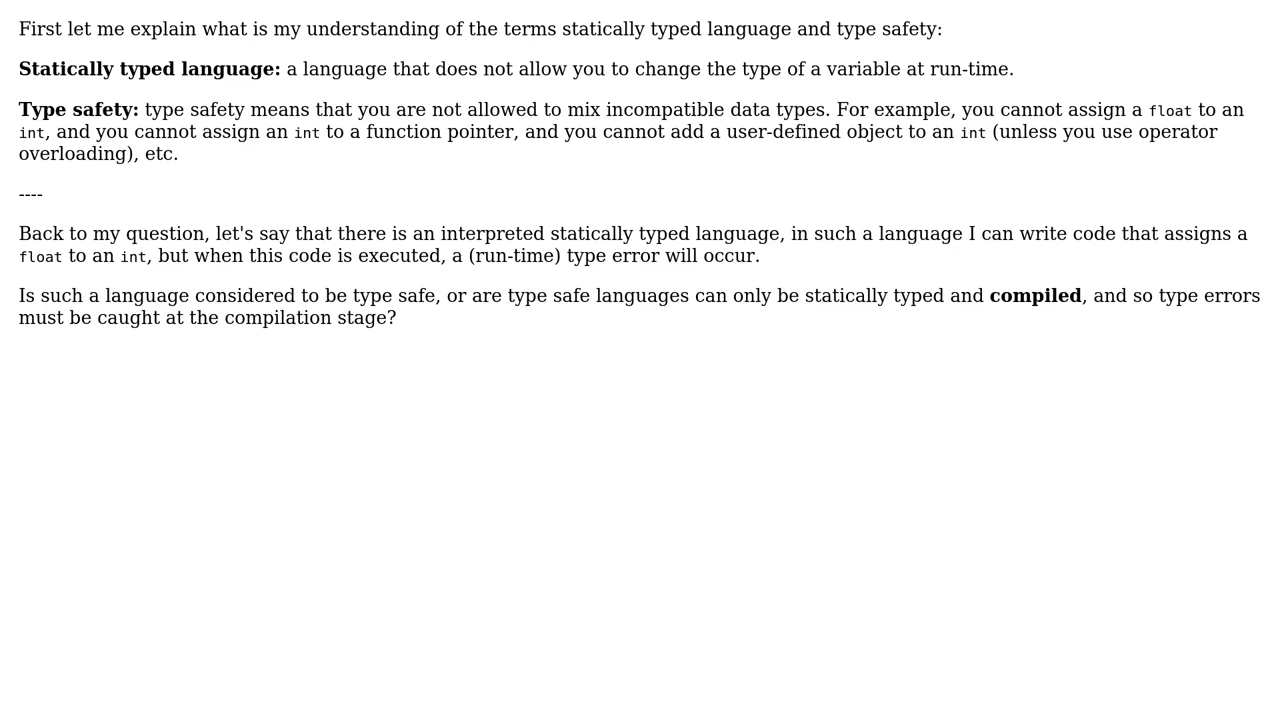 First let me explain what is my understanding of the terms statically typed language and type safety:
Statically typed language: a language that does not allow you to change the type of a variable at run-time.
Type safety: type safety means that you are not allowed to mix incompatible data types. For example, you cannot assign a float to an
int, and you cannot assign an int to a function pointer, and you cannot add a user-defined object to an int (unless you use operator
overloading), etc.
----
Back to my question, let's say that there is an interpreted statically typed language, in such a language I can write code that assigns a
float to an int, but when this code is executed, a (run-time) type error will occur.
Is such a language considered to be type safe, or are type safe languages can only be statically typed and compiled, and so type errors
must be caught at the compilation stage?